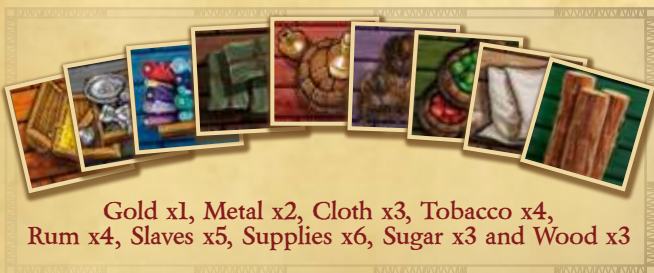 Gold x1, Metal x2, Cloth x3, Tobacco x4,
Rum x4, Slaves x5, Supplies x6, Sugar x3 and Wood x3